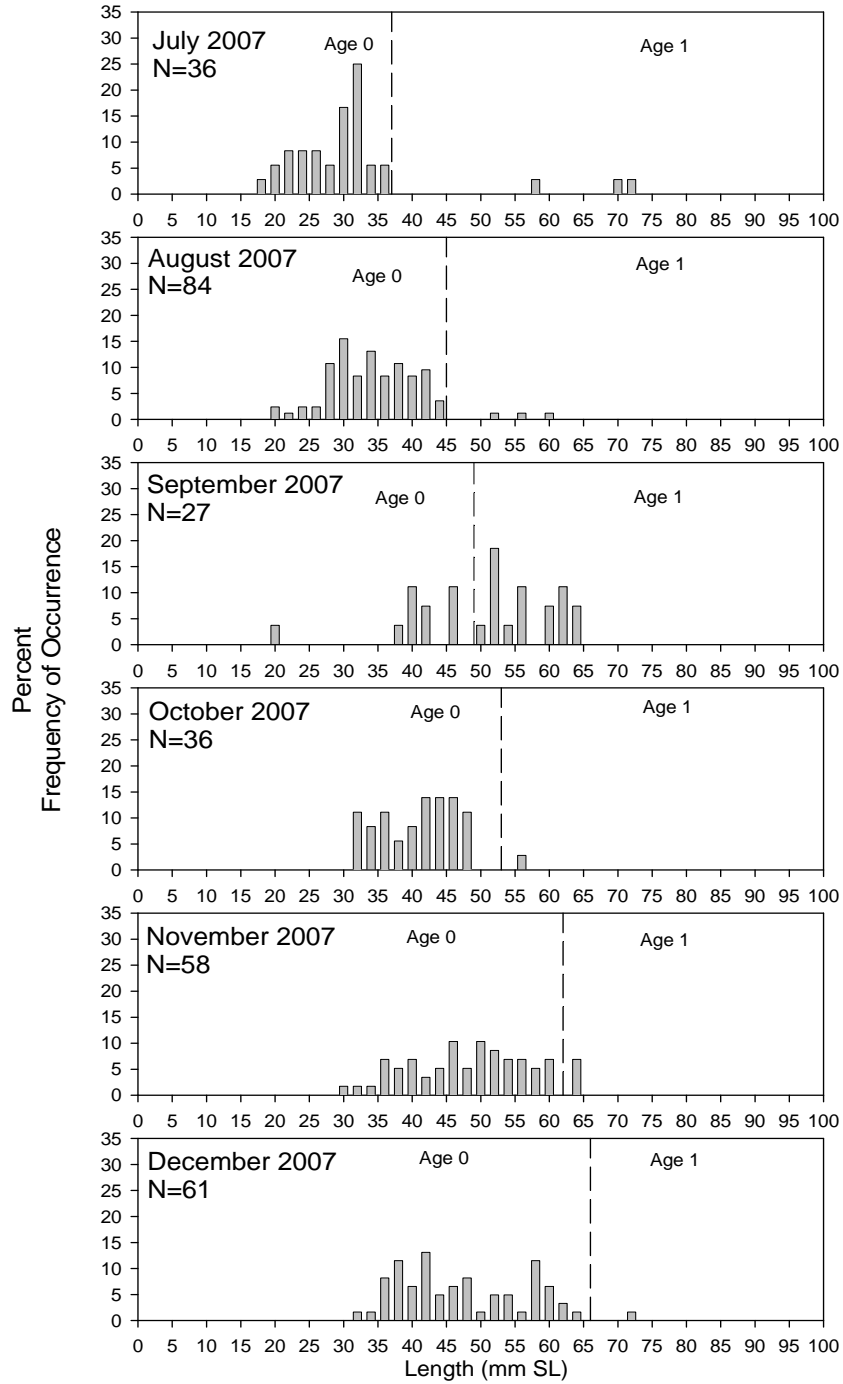 Percent
Frequency of Occurrence
35
30
25
20
15
10
5
0
July 2007
N=36
Age 0
Age 1
0 5 10 15 20 25 30 35 40 45 50 55 60 65 70 75 80 85 90 95 100
35
30
25
20
15
10
5
0
August 2007
N=84
Age 0
Age 1
0 5 10 15 20 25 30 35 40 45 50 55 60 65 70 75 80 85 90 95 100
35
30
25
20
15
10
5
0
September 2007
N=27
Age 0
Age 1
0 5 10 15 20 25 30 35 40 45 50 55 60 65 70 75 80 85 90 95 100
35
30
25
20
15
10
5
0
October 2007
N=36
Age 0
Age 1
0 5 10 15 20 25 30 35 40 45 50 55 60 65 70 75 80 85 90 95 100
35
30
25
20
15
10
5
0
November 2007
N=58
Age 0
Age 1
0 5 10 15 20 25 30 35 40 45 50 55 60 65 70 75 80 85 90 95 100
35
30
25
20
15
10
5
0
December 2007
N=61
Age 0
Age 1
0 5 10 15 20 25 30 35 40 45 50 55 60 65 70 75 80 85 90 95 100
Length (mm SL)